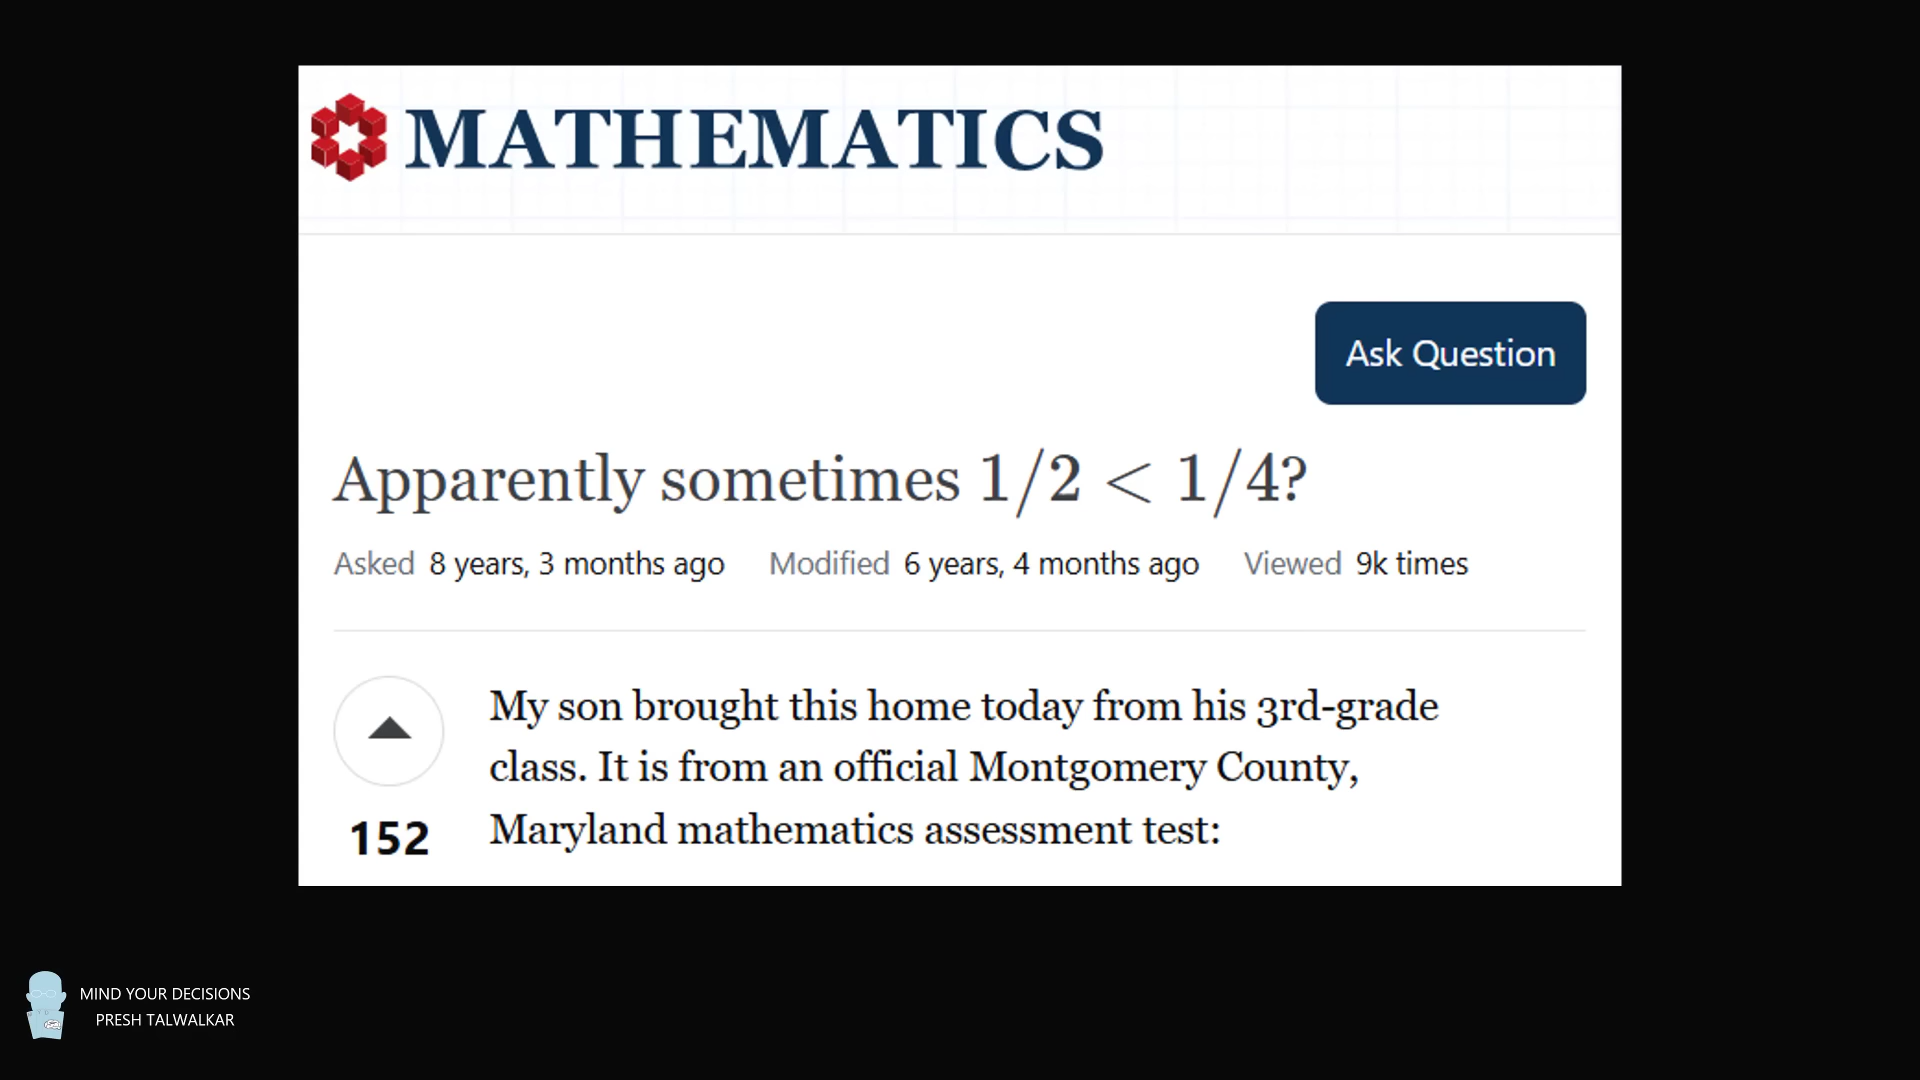 MATHEMATICS
Ask Question
Apparently sometimes 1/2 < 1/4?
Asked 8 years, 3 months ago Modified 6 years, 4 months ago Viewed 9k times
My son brought this home today from his 3rd-grade
class. It is from an official Montgomery County,
152 Maryland mathematics assessment test:
MIND YOUR DECISIONS
PRESH TALWALKAR